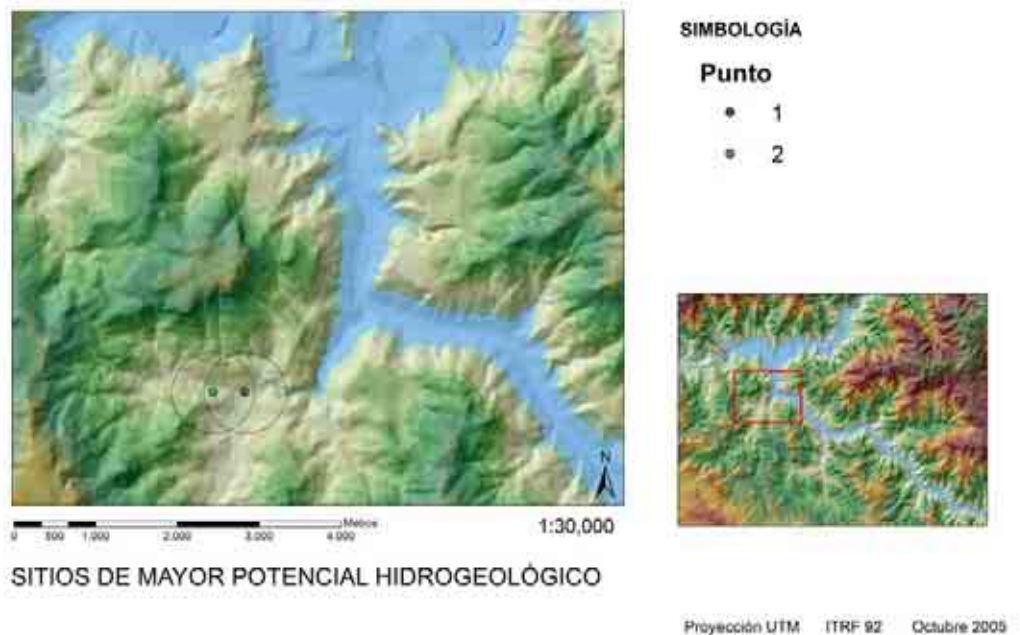 SIMBOLOGÍA
Punto
1
2
N
Metros
0 500 1.000 2.000 3.000 4.000
1:30,000
SITIOS DE MAYOR POTENCIAL HIDROGEOLÓGICO
Proyección UTM ITRF 92 Octubre 2005